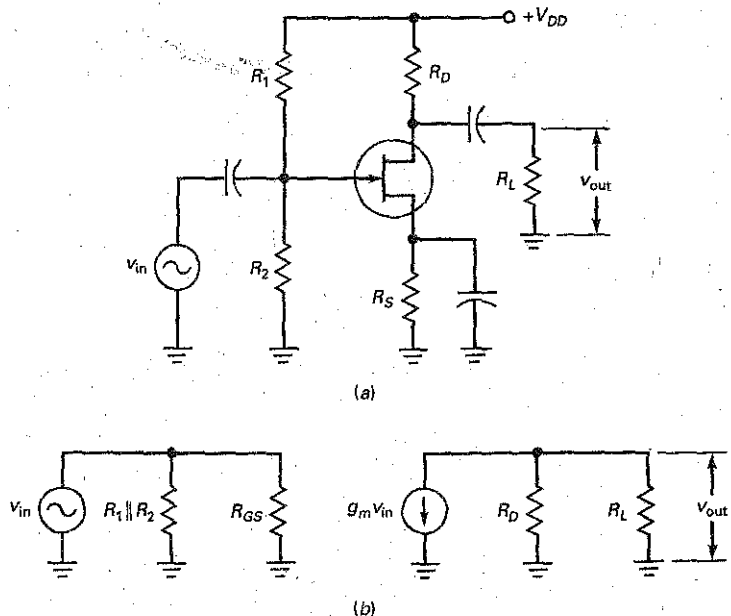 +V_DD
R_1
R_D
R_L
v_out
v_in
R_2
R_S
(a)
v_in
R_1 || R_2
R_GS
g_m v_in
R_D
R_L
v_out
(b)